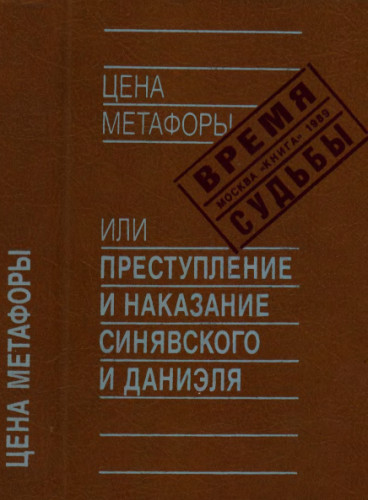 ЦЕНА
МЕТАФОРЫ
ИЛИ
ПРЕСТУПЛЕНИЕ
И НАКАЗАНИЕ
СИНЯВСКОГО
И ДАНИЭЛЯ
ВРЕМЯ
МОСКВА «КНИГА» 1989
СУДЬБЫ
ЦЕНА МЕТАФОРЫ